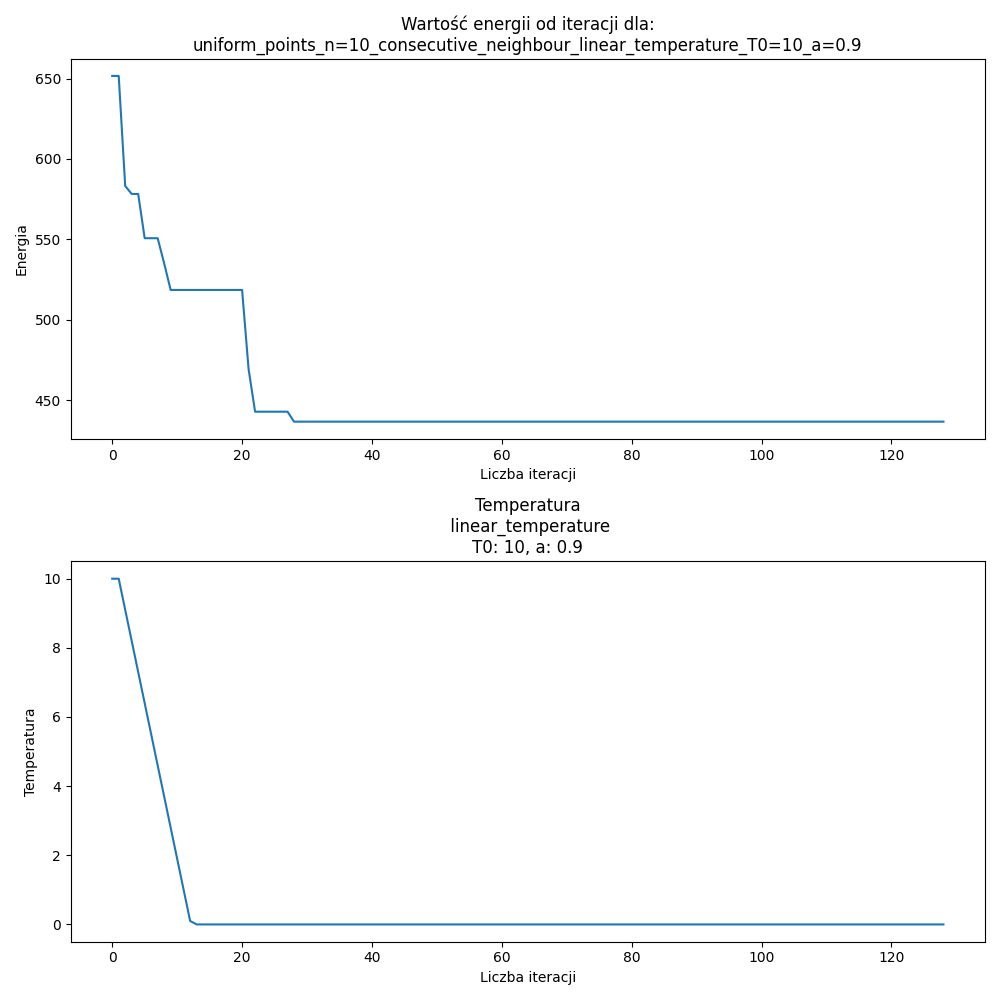 Wartość energii od iteracji dla:
uniform_points_n=10_consecutive_neighbour_linear_temperature_T0=10_a=0.9
650
600
550
500
450
Energia
0 20 40 60 80 100 120
Liczba iteracji
Temperatura
linear_temperature
T0: 10, a: 0.9
10
8
6
4
2
0
Temperatura
0 20 40 60 80 100 120
Liczba iteracji